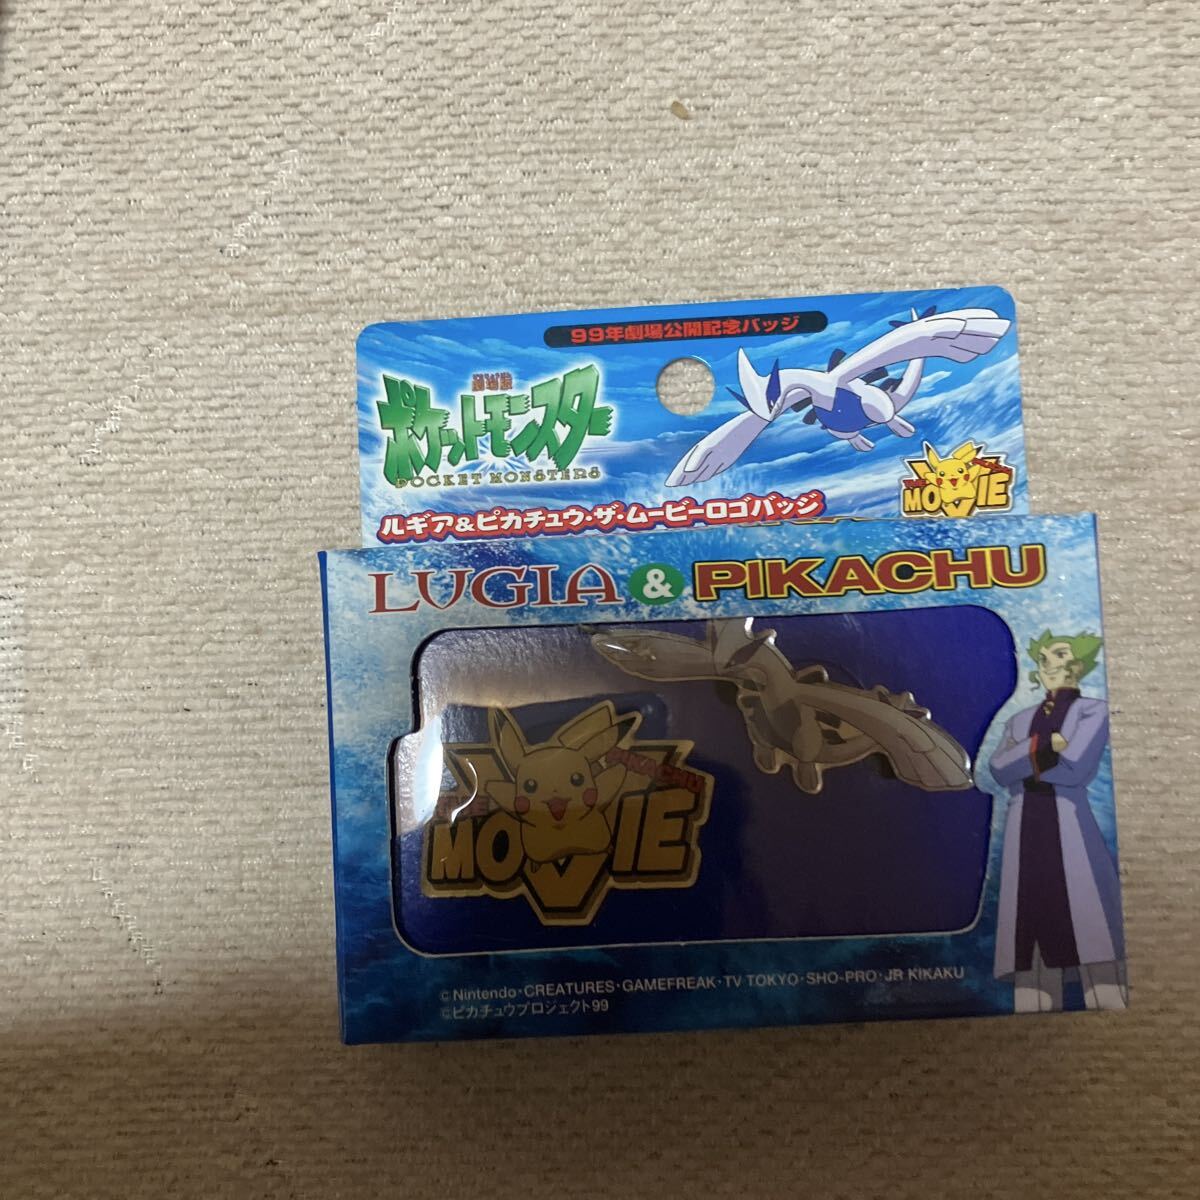 99年劇場公開記念バッジ
劇場版
ポケットモンスター
POCKET MONSTERS
PIKACHU
THE
MOVIE
ルギア&ピカチュウ・ザ・ムービーロゴバッジ
LUGIA & PIKACHU
PIKACHU
THE
MOVIE
©Nintendo・CREATURES・GAMEFREAK・TV TOKYO・SHO-PRO・JR KIKAKU
©ピカチュウプロジェクト99